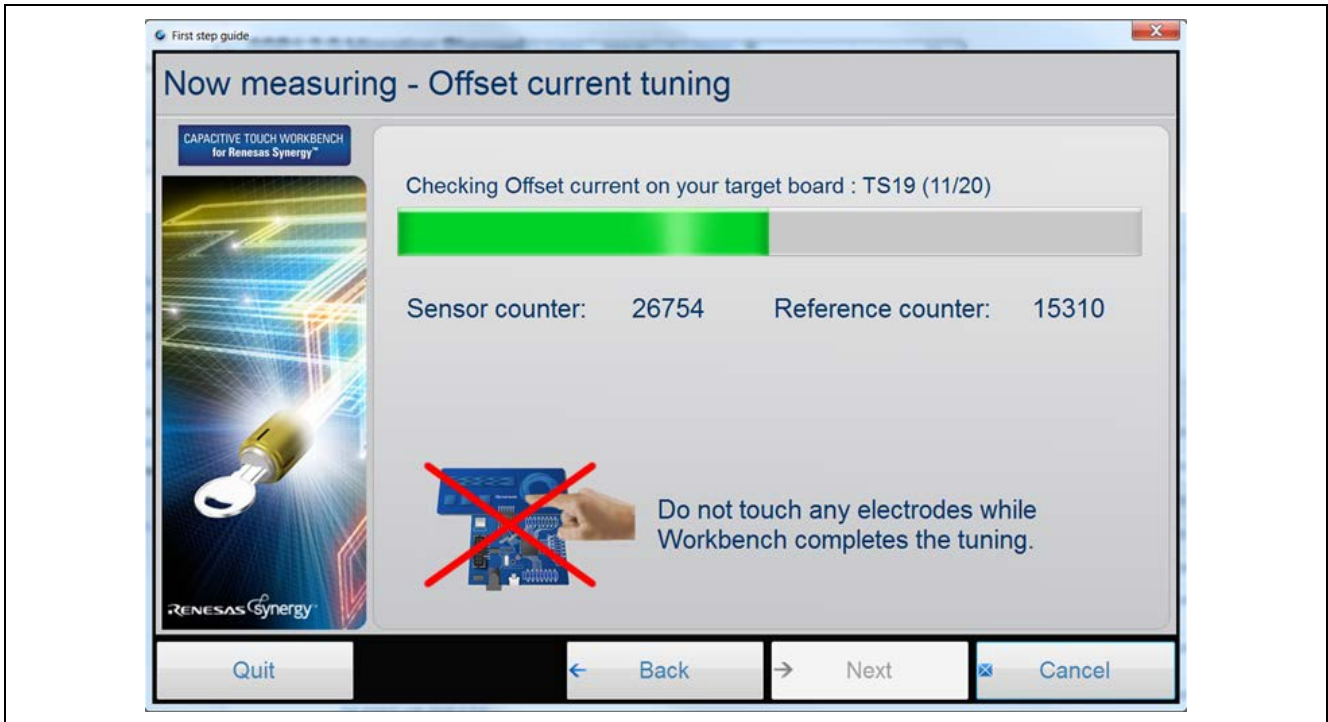 First step guide
Now measuring - Offset current tuning
CAPACITIVE TOUCH WORKBENCH
for Renesas Synergy™
Checking Offset current on your target board : TS19 (11/20)
Sensor counter: 26754 Reference counter: 15310
Do not touch any electrodes while
Workbench completes the tuning.
RENESAS Synergy
Quit
← Back
→ Next
Cancel